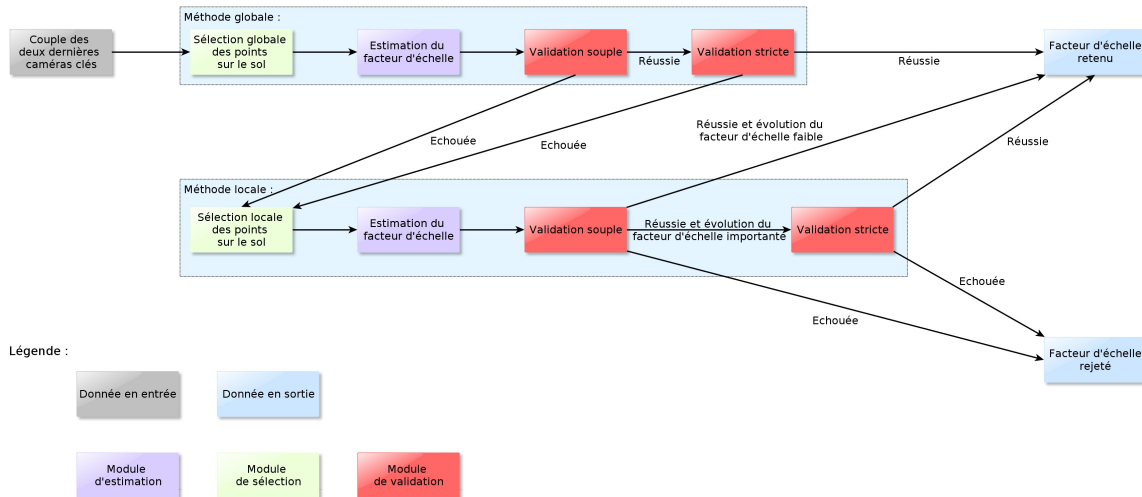 Méthode globale :
Couple des
deux dernières
caméras clés
Sélection globale
des points
sur le sol
Estimation du
facteur d'échelle
Validation souple
Réussie
Validation stricte
Réussie
Facteur d'échelle
retenu
Echouée
Echouée
Réussie et évolution du
facteur d'échelle faible
Réussie
Méthode locale :
Sélection locale
des points
sur le sol
Estimation du
facteur d'échelle
Validation souple
Réussie et évolution du
facteur d'échelle importante
Validation stricte
Echouée
Echouée
Facteur d'échelle
rejeté
Légende :
Donnée en entrée
Donnée en sortie
Module
d'estimation
Module
de sélection
Module
de validation